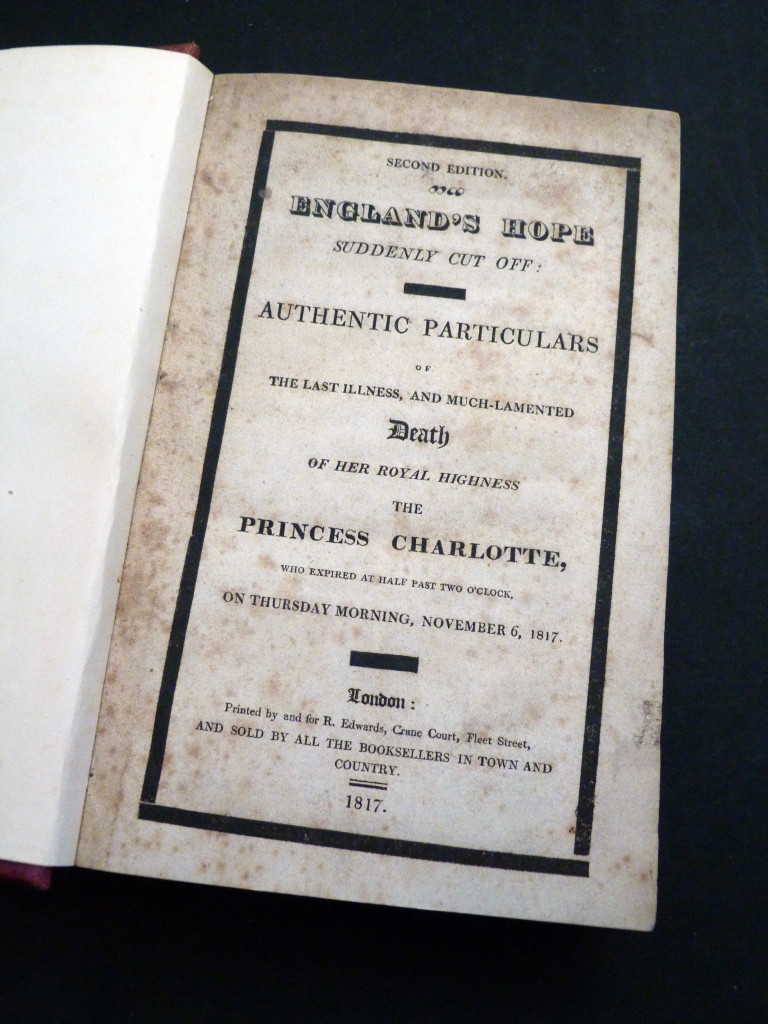 SECOND EDITION.
ENGLAND'S HOPE
SUDDENLY CUT OFF:
AUTHENTIC PARTICULARS
OF
THE LAST ILLNESS, AND MUCH-LAMENTED
Death
OF HER ROYAL HIGHNESS
THE
PRINCESS CHARLOTTE,
WHO EXPIRED AT HALF PAST TWO O'CLOCK,
ON THURSDAY MORNING, NOVEMBER 6, 1817.
London:
Printed by and for R. Edwards, Crane Court, Fleet Street,
AND SOLD BY ALL THE BOOKSELLERS IN TOWN AND
COUNTRY.
1817.